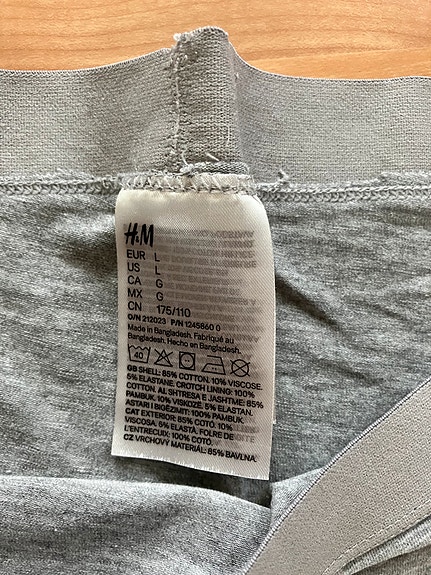 H&M
EUR L
US L
CA G
MX G
CN 175/110
O/N 212023 P/N 1245860 0
Made in Bangladesh. Fabriqué au
Bangladesh. Hecho en Bangladesh.
40
GB SHELL: 85% COTTON. 10% VISCOSE.
5% ELASTANE. CROTCH LINING: 100%
COTTON. AL SHTRESA E JASHTME: 85%
PAMBUK. 10% VISKOZË. 5% ELASTAN.
ASTARI I BIGËZIMIT: 100% PAMBUK.
CAT EXTERIOR: 85% COTÓ. 10%
VISCOSA. 5% ELASTÀ. FOLRE DE
L'ENTRECUIX: 100% COTÓ.
CZ VRCHOVÝ MATERIÁL: 85% BAVLNA.